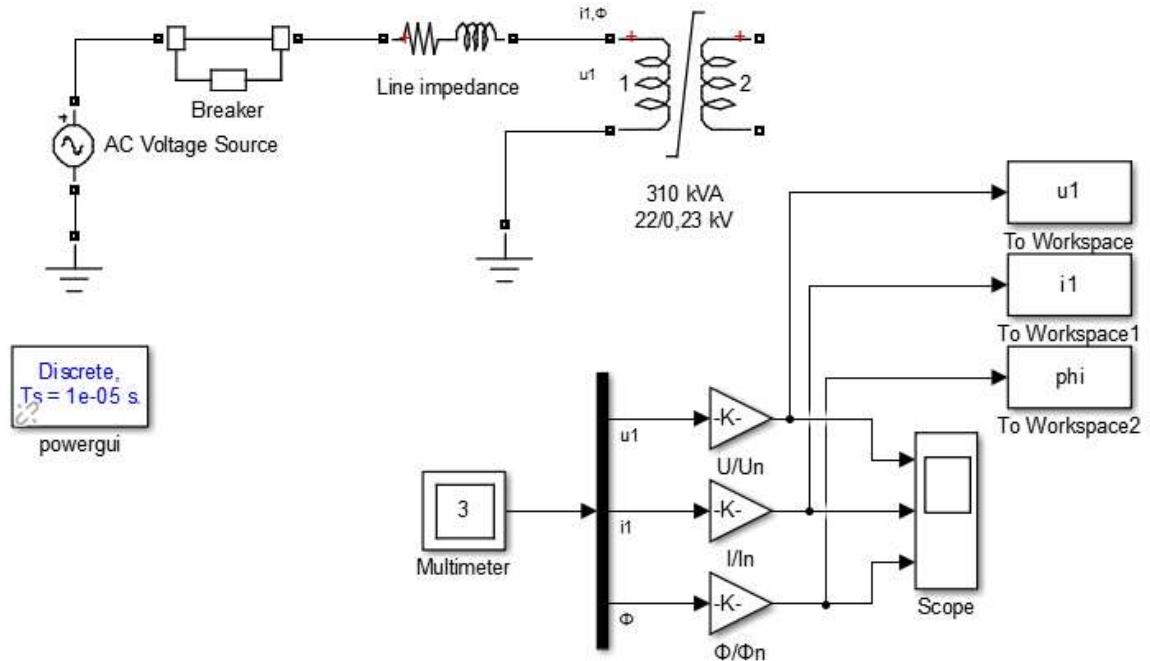 i1,Φ
+
+
+
u1
1
2
Line impedance
Breaker
+
AC Voltage Source
310 kVA
22/0,23 kV
u1
To Workspace
i1
To Workspace1
phi
To Workspace2
Discrete,
Ts = 1e-05 s.
powergui
u1
-K-
U/Un
3
Multimeter
i1
-K-
I/In
Φ
-K-
Φ/Φn
Scope